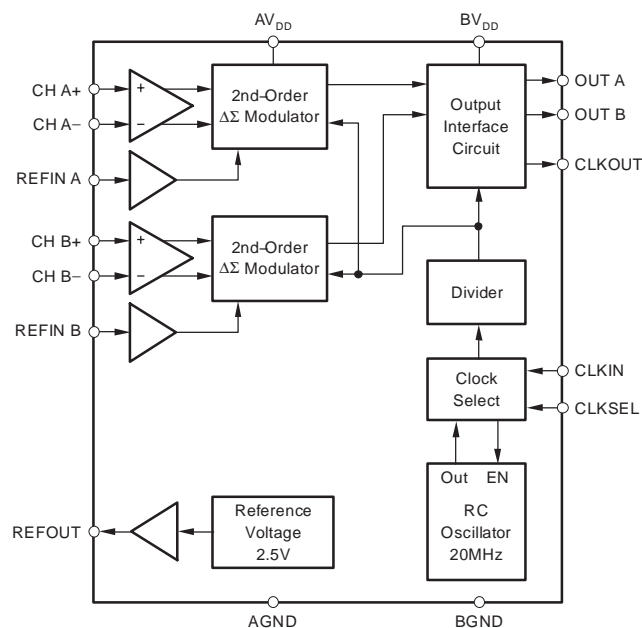 AVDD
BVDD
CH A+
CH A−
+
−
2nd-Order
ΔΣ Modulator
Output
Interface
Circuit
OUT A
OUT B
CLKOUT
REFIN A
CH B+
CH B−
+
−
2nd-Order
ΔΣ Modulator
REFIN B
Divider
Clock
Select
CLKIN
CLKSEL
Out
EN
RC
Oscillator
20MHz
REFOUT
Reference
Voltage
2.5V
AGND
BGND